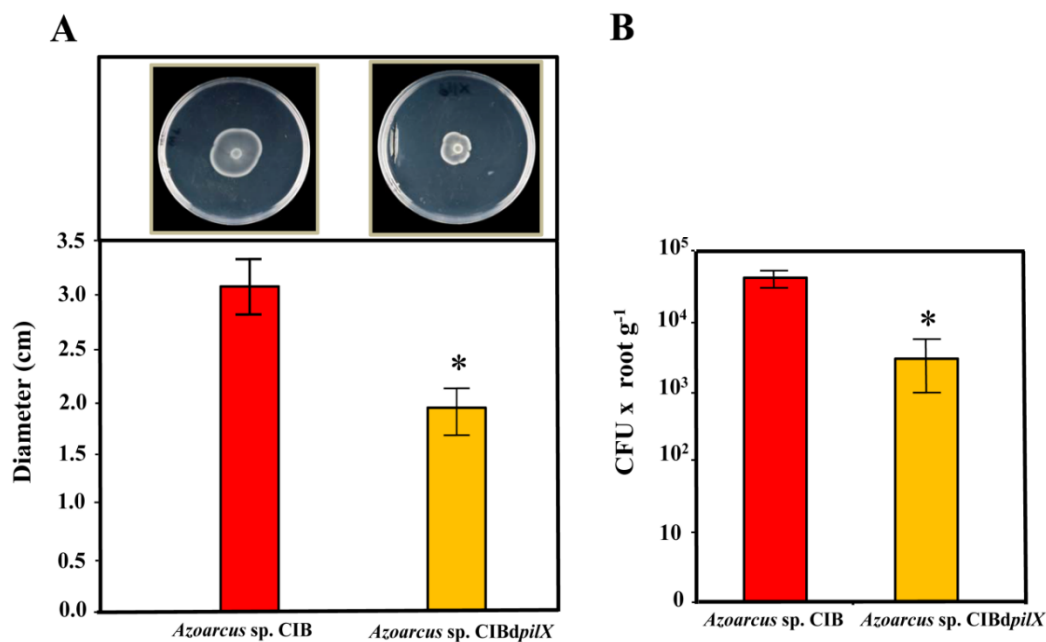 A
3.5
3.0
2.5
2.0
1.5
1.0
0.5
0.0
Diameter (cm)
*
Azoarcus sp. CIB
Azoarcus sp. CIBdpilX
B
10⁵
10⁴
10³
10²
10
0
CFU x root g⁻¹
*
Azoarcus sp. CIB
Azoarcus sp. CIBdpilX